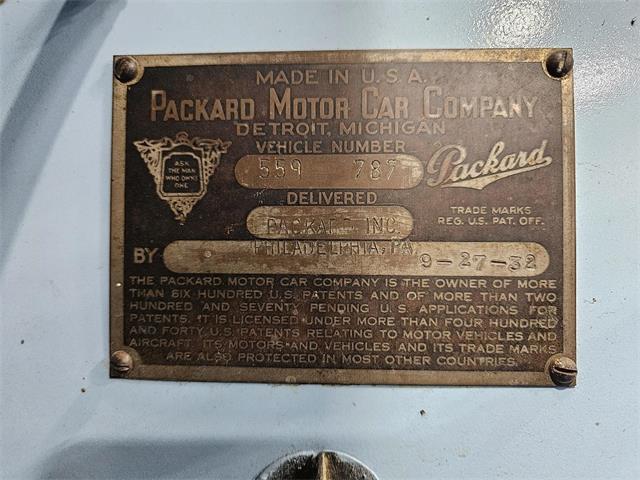 MADE IN U.S.A.
PACKARD MOTOR CAR COMPANY
DETROIT, MICHIGAN
VEHICLE NUMBER
559 787
ASK
THE MAN
WHO OWNS
ONE
Packard
DELIVERED
TRADE MARKS
REG. U.S. PAT. OFF.
PACKARD INC.
PHILADELPHIA, PA.
BY
9-27-32
THE PACKARD MOTOR CAR COMPANY IS THE OWNER OF MORE
THAN SIX HUNDRED U.S. PATENTS AND OF MORE THAN TWO
HUNDRED AND SEVENTY PENDING U.S. APPLICATIONS FOR
PATENTS. IT IS LICENSED UNDER MORE THAN FOUR HUNDRED
AND FORTY U.S. PATENTS RELATING TO MOTOR VEHICLES AND
AIRCRAFT. ITS MOTORS AND VEHICLES AND ITS TRADE MARKS
ARE ALSO PROTECTED IN MOST OTHER COUNTRIES.